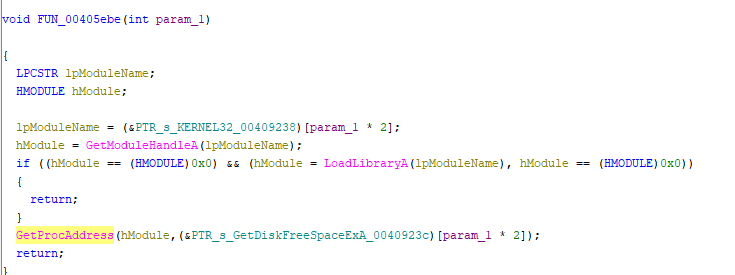 void FUN_00405ebe(int param_1)
{
LPCSTR lpModuleName;
HMODULE hModule;
lpModuleName = (&PTR_s_KERNEL32_00409238)[param_1 * 2];
hModule = GetModuleHandleA(lpModuleName);
if ((hModule == (HMODULE)0x0) && (hModule = LoadLibraryA(lpModuleName), hModule == (HMODULE)0x0))
{
return;
}
GetProcAddress(hModule,(&PTR_s_GetDiskFreeSpaceExA_0040923c)[param_1 * 2]);
return;
}